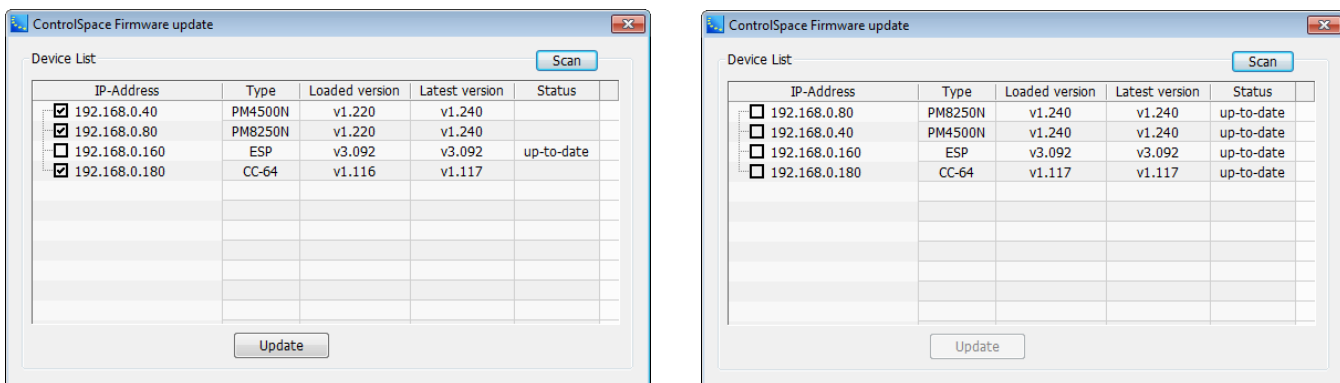 ControlSpace Firmware update
Device List
Scan
IP-Address Type Loaded version Latest version Status
192.168.0.40 PM4500N v1.220 v1.240
192.168.0.80 PM8250N v1.220 v1.240
192.168.0.160 ESP v3.092 v3.092 up-to-date
192.168.0.180 CC-64 v1.116 v1.117
Update
ControlSpace Firmware update
Device List
Scan
IP-Address Type Loaded version Latest version Status
192.168.0.80 PM8250N v1.240 v1.240 up-to-date
192.168.0.40 PM4500N v1.240 v1.240 up-to-date
192.168.0.160 ESP v3.092 v3.092 up-to-date
192.168.0.180 CC-64 v1.117 v1.117 up-to-date
Update